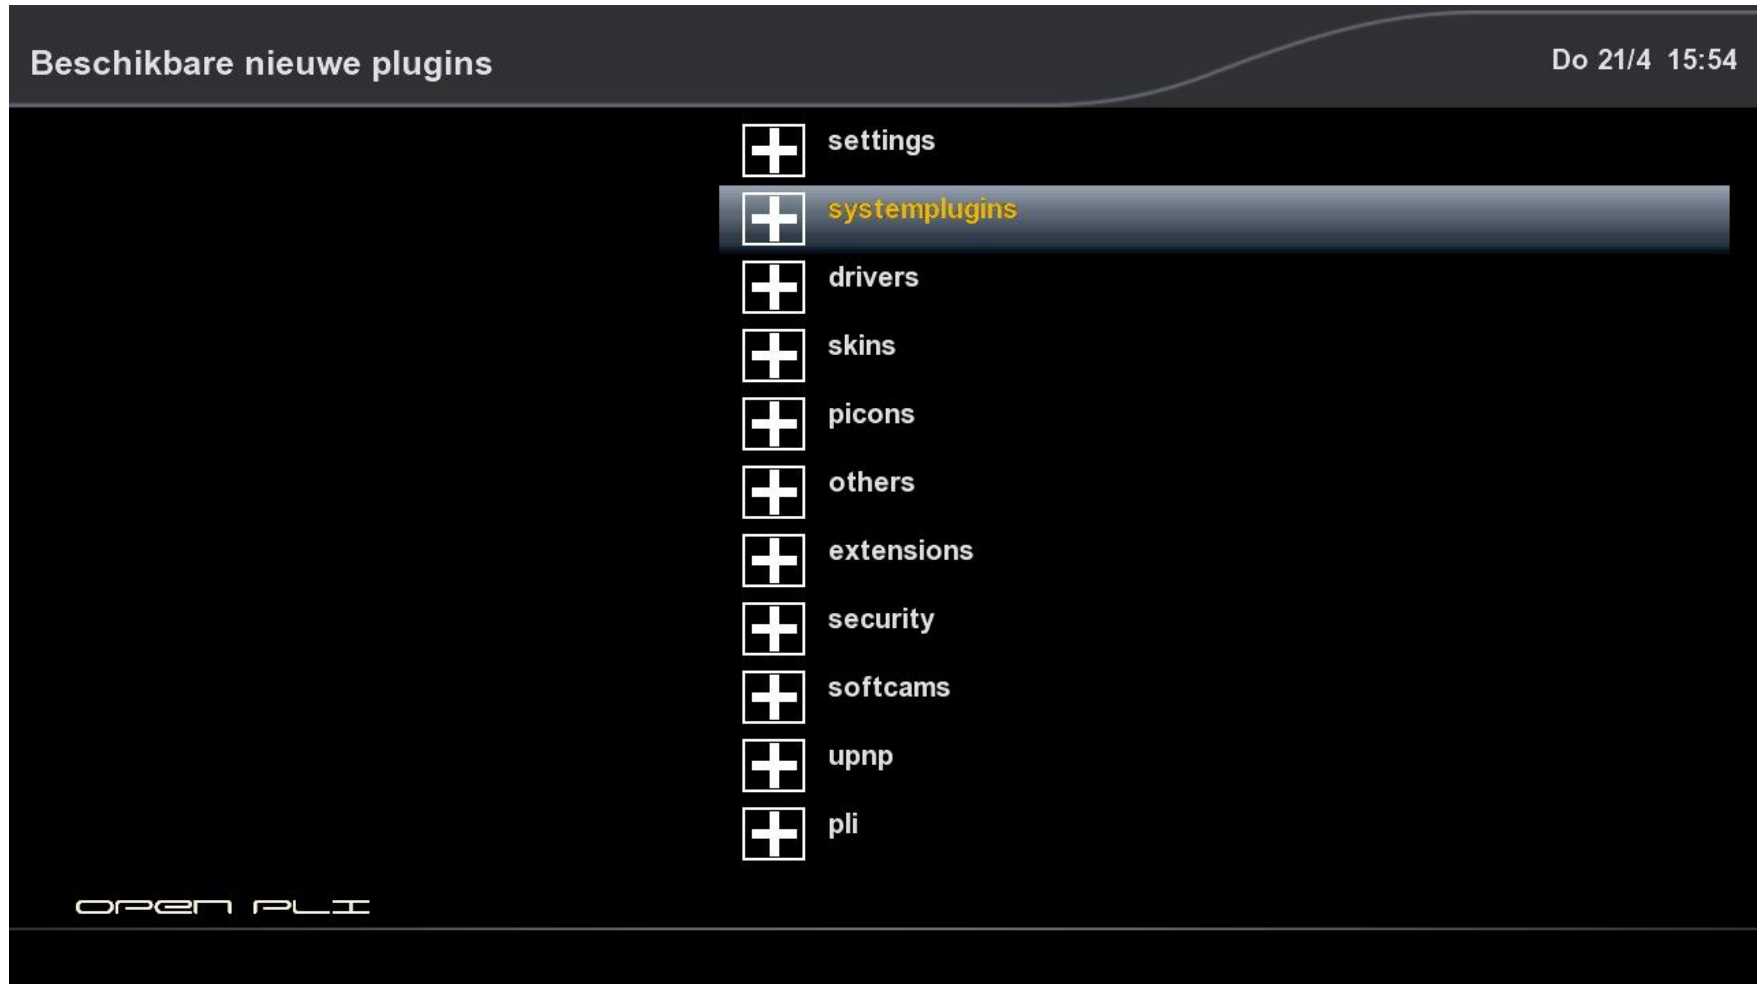 Beschikbare nieuwe plugins
Do 21/4 15:54
settings
systemplugins
drivers
skins
picons
others
extensions
security
softcams
upnp
pli
OPEN PLI